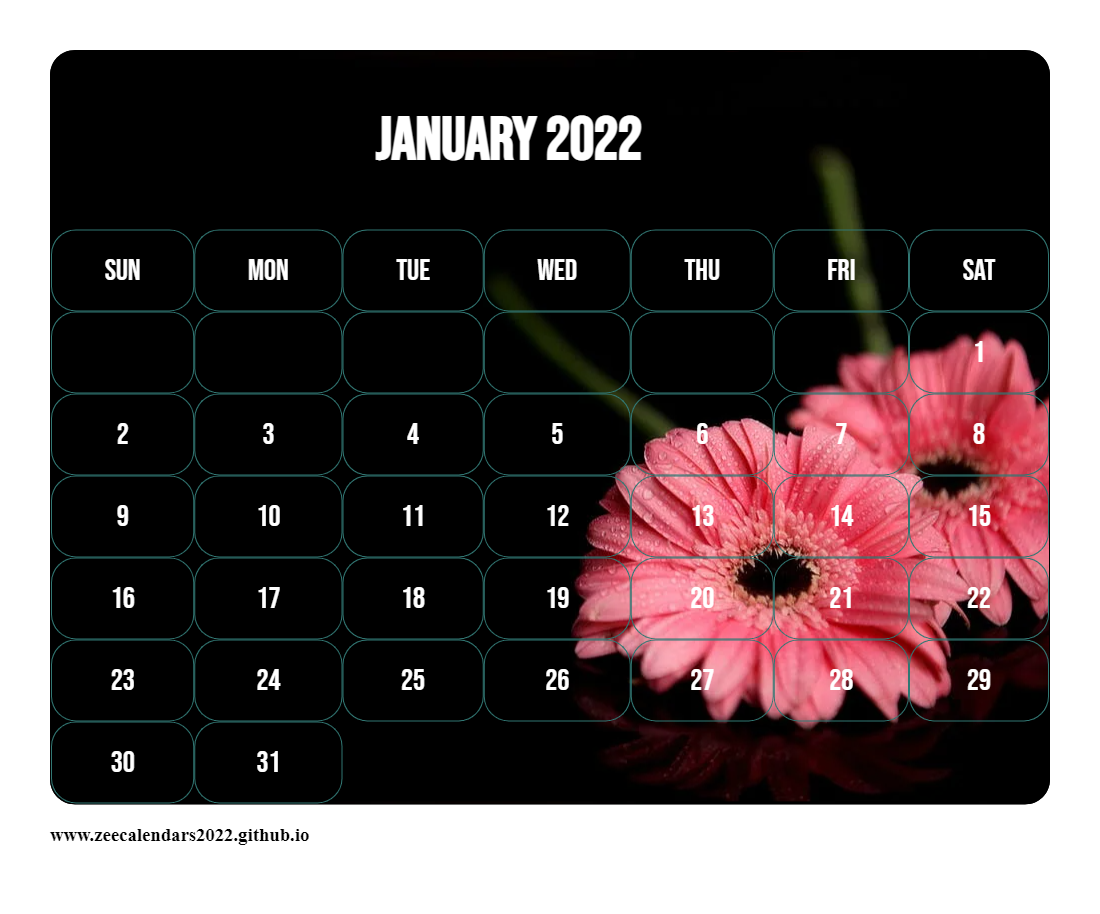 JANUARY 2022
SUN MON TUE WED THU FRI SAT
1
2 3 4 5 6 7 8
9 10 11 12 13 14 15
16 17 18 19 20 21 22
23 24 25 26 27 28 29
30 31
www.zeecalendars2022.github.io